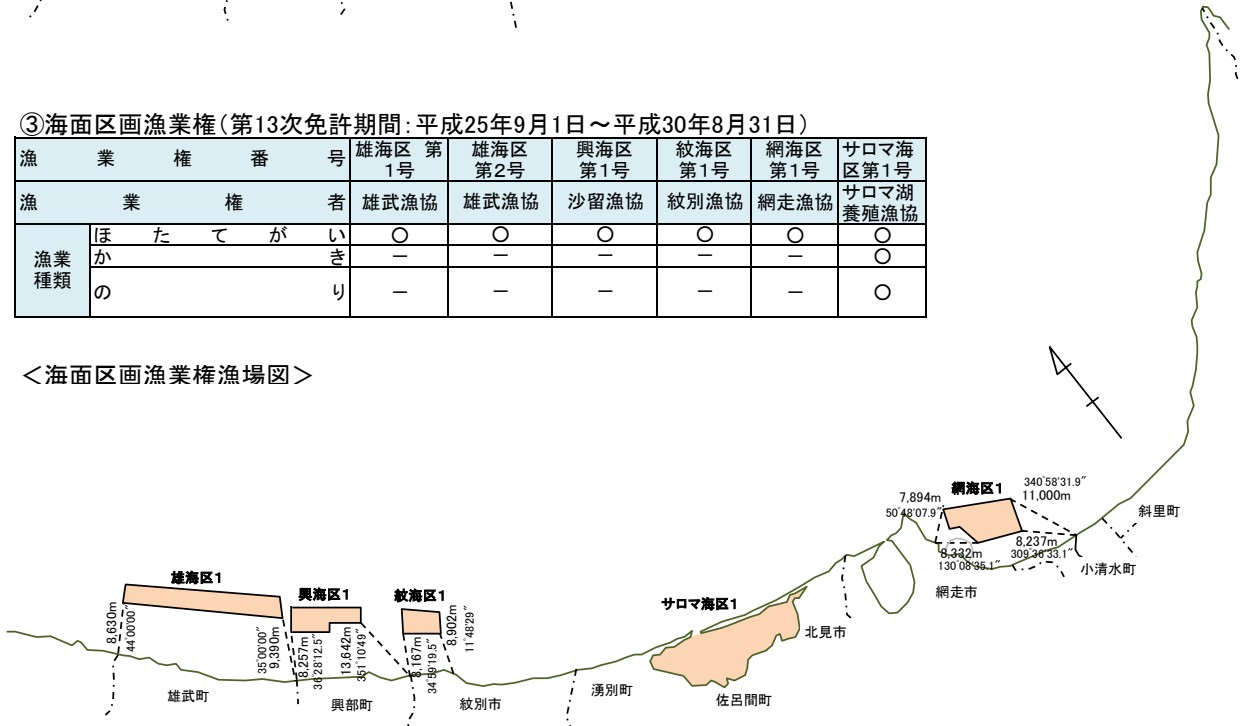 ③海面区画漁業権(第13次免許期間:平成25年9月1日～平成30年8月31日)
漁業権番号 雄海区 第1号 雄海区第2号 興海区第1号 紋海区第1号 網海区第1号 サロマ海区第1号
漁業権者 雄武漁協 雄武漁協 沙留漁協 紋別漁協 網走漁協 サロマ湖養殖漁協
漁業種類
ほたてがい ○ ○ ○ ○ ○ ○
かき － － － － － ○
のり － － － － － ○
＜海面区画漁業権漁場図＞
網海区1
7,894m
50°48'07.9"
340°58'31.9"
11,000m
8,332m
130°08'35.1"
8,237m
309°36'33.1"
斜里町
小清水町
網走市
北見市
サロマ海区1
佐呂間町
湧別町
雄海区1
8,630m
44°00'00"
35°00'00"
9,390m
雄武町
興海区1
8,257m
36°28'12.5"
13,642m
351°10'49"
興部町
紋海区1
8,167m
34°59'19.5"
8,902m
11°48'29"
紋別市